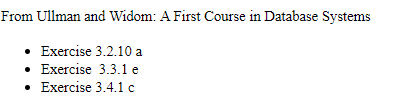 From Ullman and Widom: A First Course in Database Systems
• Exercise 3.2.10 a
• Exercise 3.3.1 e
• Exercise 3.4.1 c